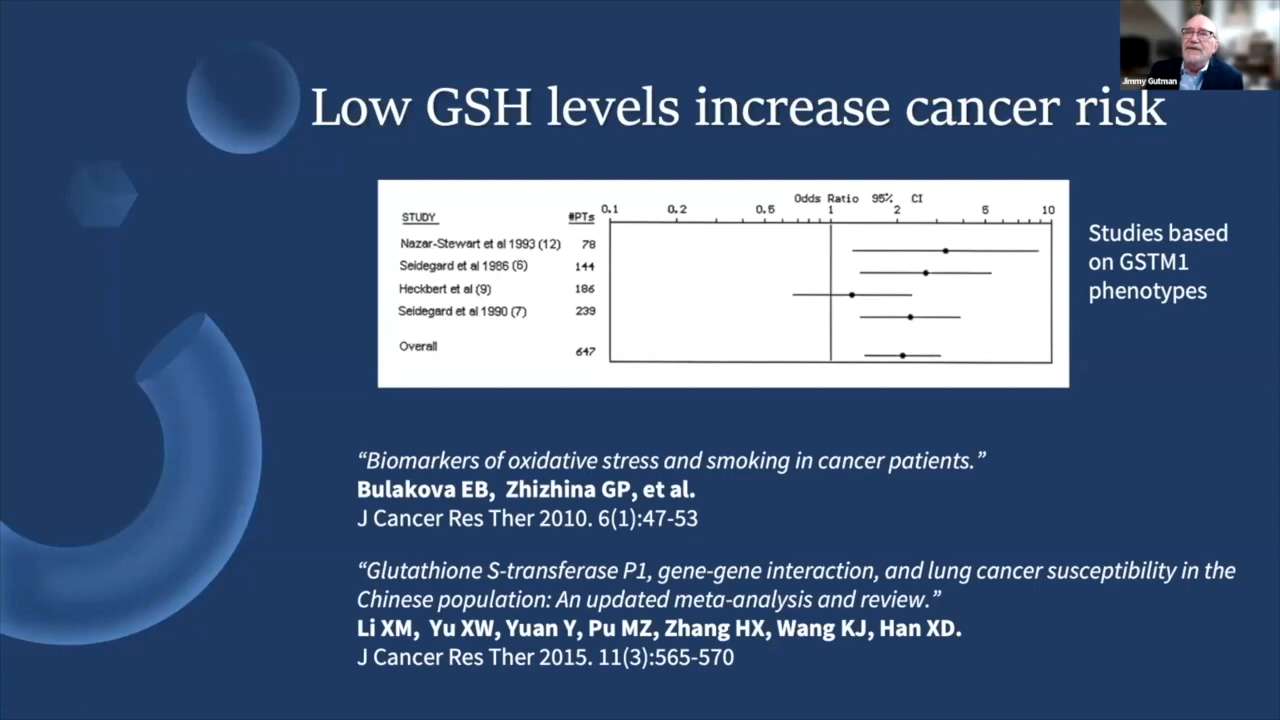 Jimmy Gutman
Low GSH levels increase cancer risk
Odds Ratio 95% CI
STUDY #PTs 0.1 0.2 0.5 1 2 5 10
Nazar-Stewart et al 1993 (12) 78
Seidegard et al 1986 (6) 144
Heckbert et al (9) 186
Seidegard et al 1990 (7) 239
Overall 647
Studies based
on GSTM1
phenotypes
“Biomarkers of oxidative stress and smoking in cancer patients.”
Bulakova EB, Zhizhina GP, et al.
J Cancer Res Ther 2010. 6(1):47-53
“Glutathione S-transferase P1, gene-gene interaction, and lung cancer susceptibility in the
Chinese population: An updated meta-analysis and review.”
Li XM, Yu XW, Yuan Y, Pu MZ, Zhang HX, Wang KJ, Han XD.
J Cancer Res Ther 2015. 11(3):565-570